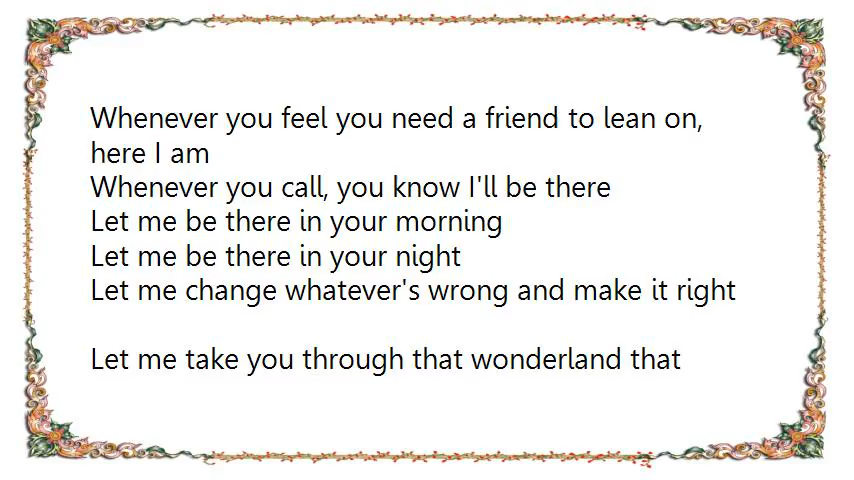 Whenever you feel you need a friend to lean on,
here I am
Whenever you call, you know I'll be there
Let me be there in your morning
Let me be there in your night
Let me change whatever's wrong and make it right
Let me take you through that wonderland that